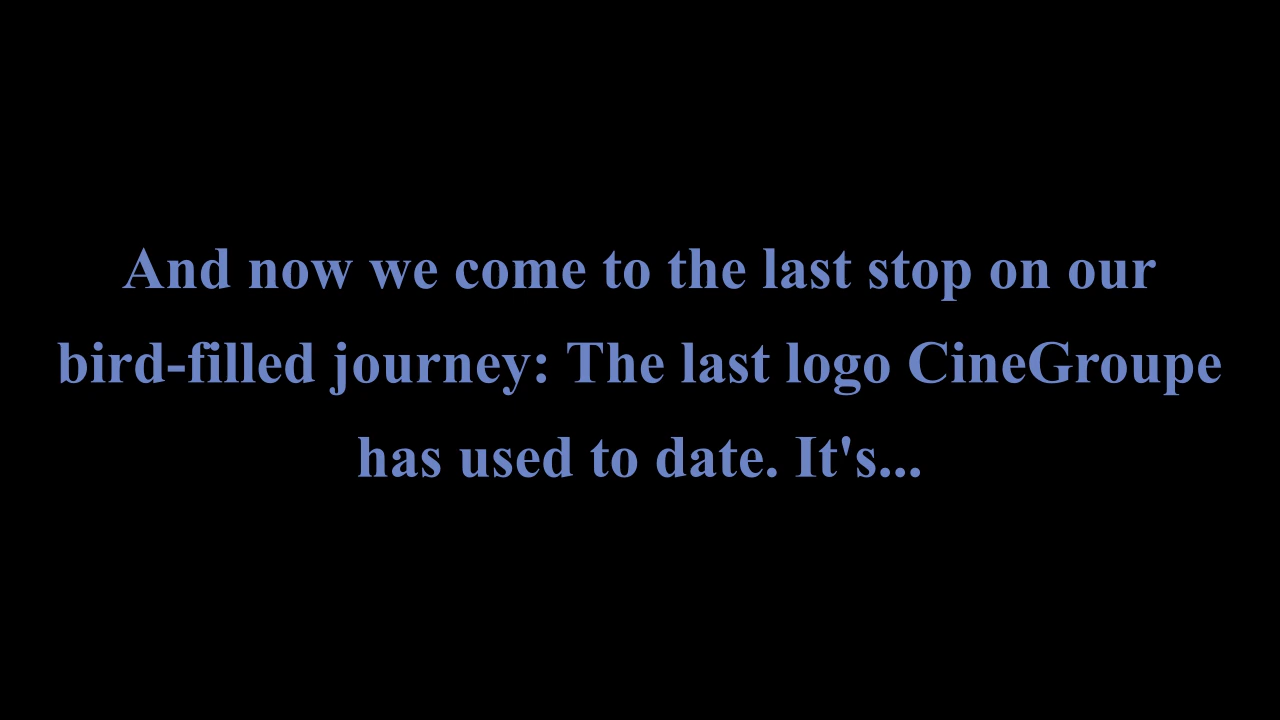 And now we come to the last stop on our
bird-filled journey: The last logo CineGroupe
has used to date. It's...